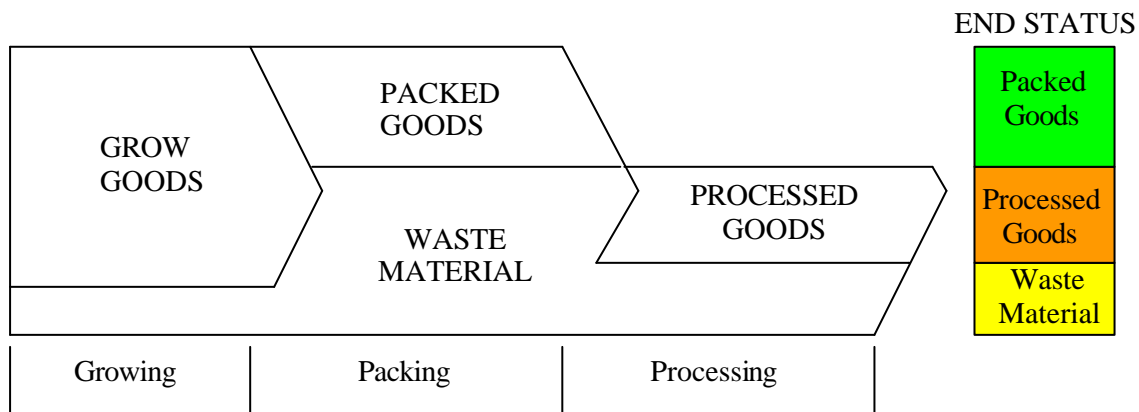 END STATUS
GROW
GOODS
PACKED
GOODS
WASTE
MATERIAL
PROCESSED
GOODS
Packed
Goods
Processed
Goods
Waste
Material
Growing
Packing
Processing